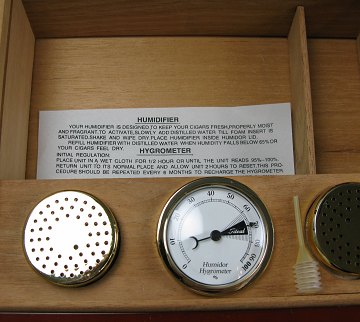 HUMIDIFIER
YOUR HUMIDIFIER IS DESIGNED TO KEEP YOUR CIGARS FRESH, PROPERLY MOIST
AND FRAGRANT. TO ACTIVATE, SLOWLY ADD DISTILLED WATER TILL FOAM INSERT IS
SATURATED. SHAKE AND WIPE DRY. PLACE HUMIDIFIER INSIDE HUMIDOR LID.
REFILL HUMIDIFIER WITH DISTILLED WATER WHEN HUMIDITY FALLS BELOW 65% OR
YOUR CIGARS FEEL DRY.
HYGROMETER
INITIAL REGULATION:
PLACE UNIT IN A WET CLOTH FOR 1/2 HOUR OR UNTIL THE UNIT READS 95%-100%.
RETURN UNIT TO ITS NORMAL PLACE AND ALLOW UNIT 2 HOURS TO RESET. THIS PRO-
CEDURE SHOULD BE REPEATED EVERY 6 MONTHS TO RECHARGE THE HYGROMETER
0 10 20 30 40 50 60 70 80 90 100
Ideal
Humidor
Hygrometer
%